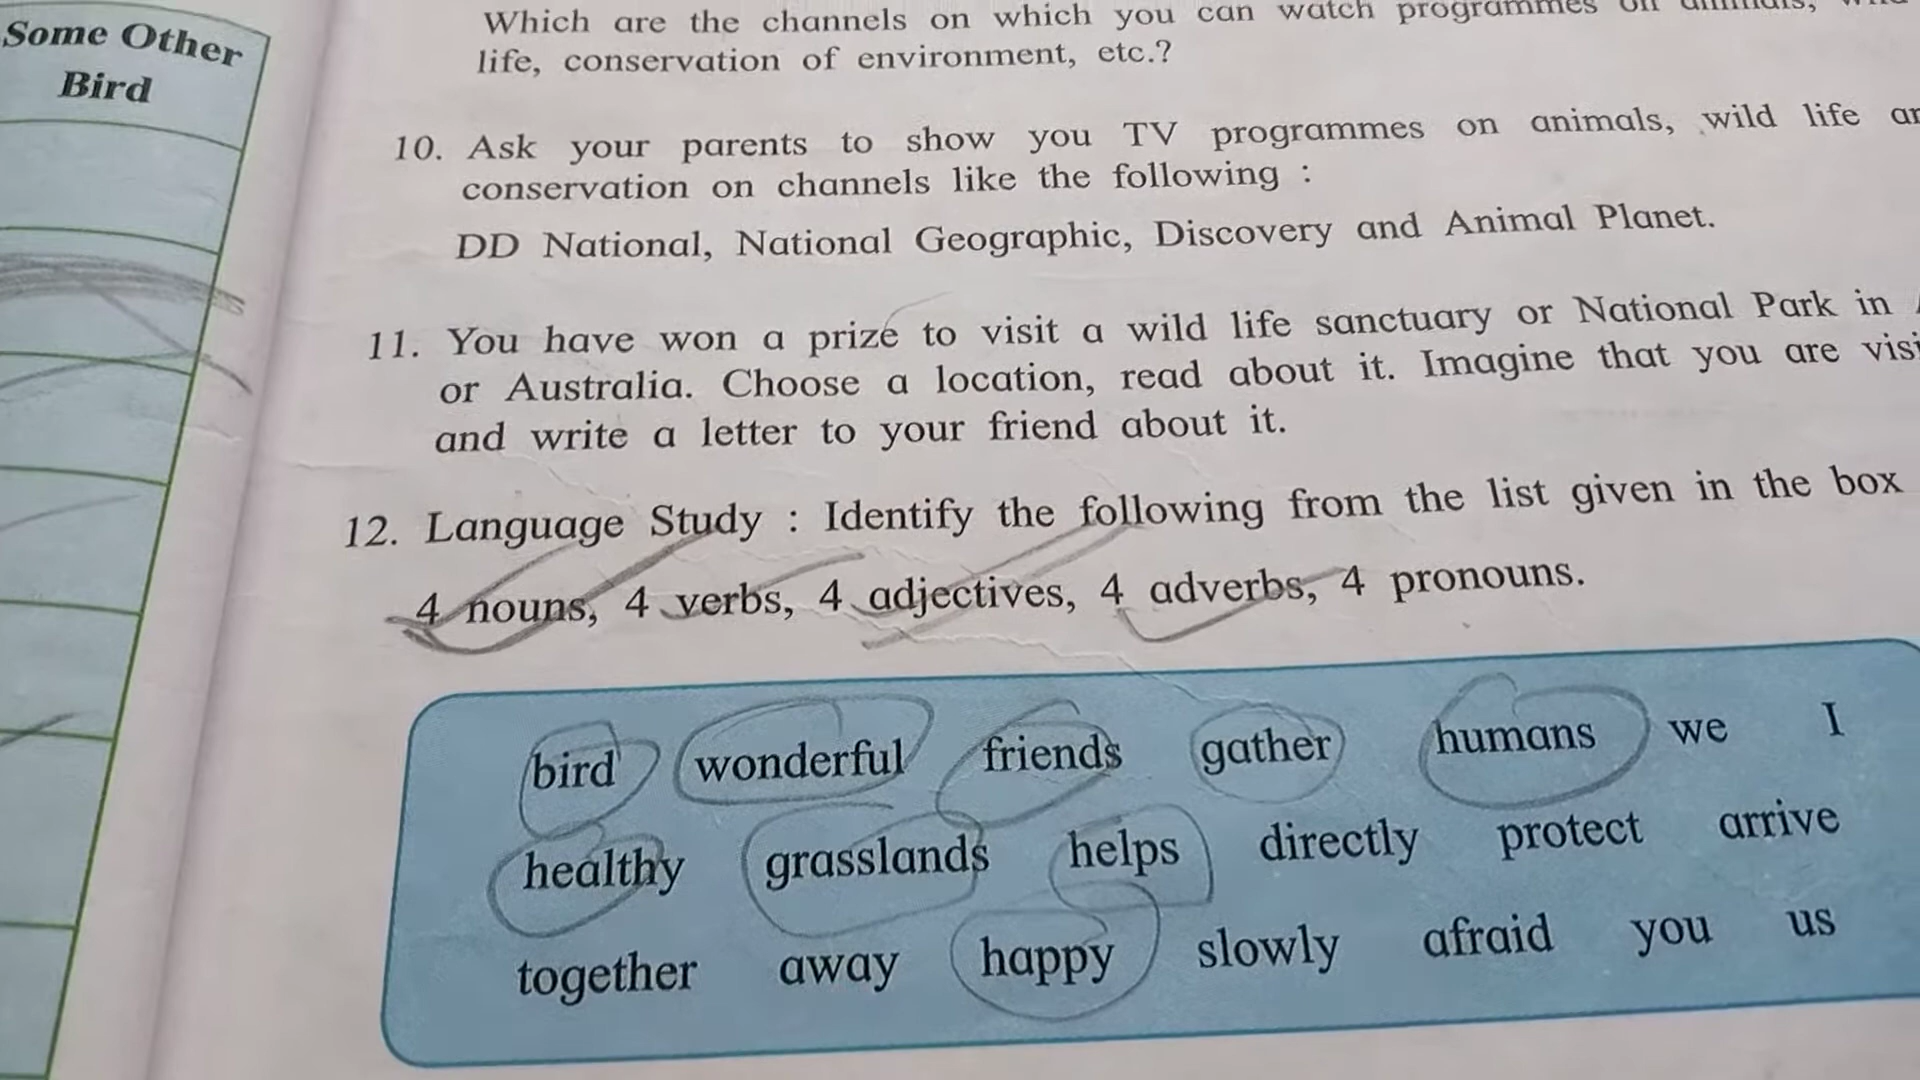 Some Other
Bird
Which are the channels on which you can watch programmes on animals,
life, conservation of environment, etc.?
10. Ask your parents to show you TV programmes on animals, wild life
conservation on channels like the following :
DD National, National Geographic, Discovery and Animal Planet.
11. You have won a prize to visit a wild life sanctuary or National Park in
or Australia. Choose a location, read about it. Imagine that you are
and write a letter to your friend about it.
12. Language Study : Identify the following from the list given in the box
4 nouns, 4 verbs, 4 adjectives, 4 adverbs, 4 pronouns.
bird wonderful friends gather humans we I
healthy grasslands helps directly protect arrive
together away happy slowly afraid you us